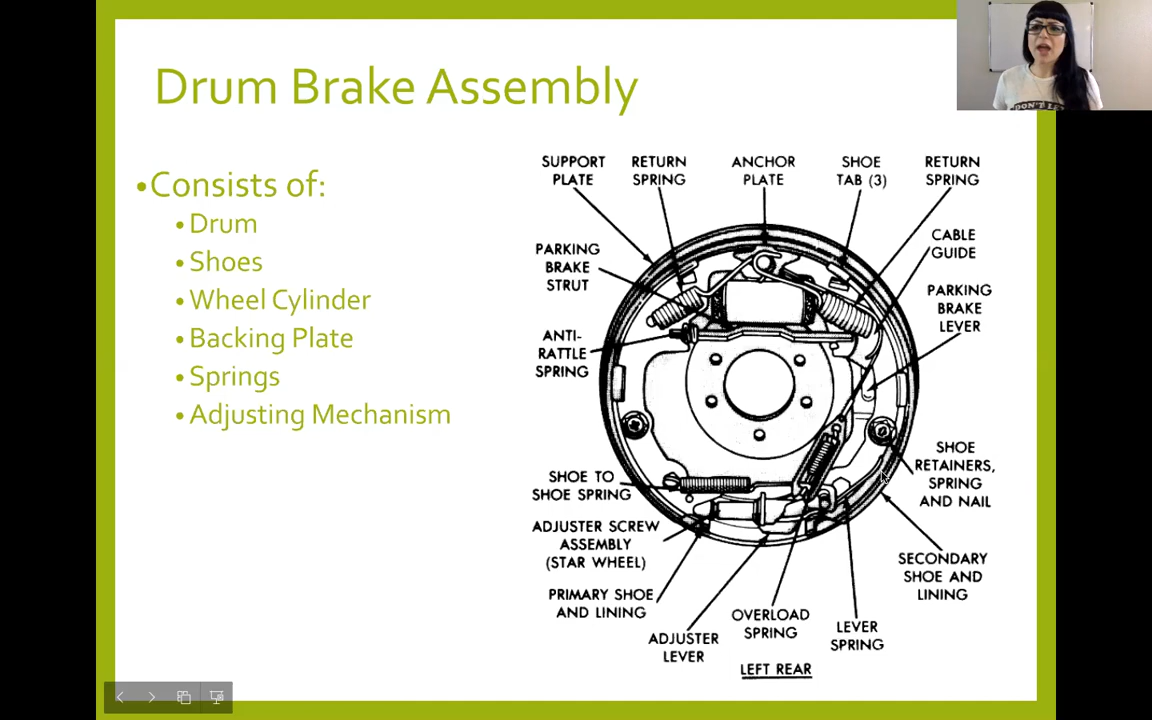 Drum Brake Assembly
•Consists of:
• Drum
• Shoes
• Wheel Cylinder
• Backing Plate
• Springs
• Adjusting Mechanism
SUPPORT
PLATE
RETURN
SPRING
ANCHOR
PLATE
SHOE
TAB (3)
RETURN
SPRING
CABLE
GUIDE
PARKING
BRAKE
STRUT
PARKING
BRAKE
LEVER
ANTI-
RATTLE
SPRING
SHOE
RETAINERS,
SPRING
AND NAIL
SHOE TO
SHOE SPRING
ADJUSTER SCREW
ASSEMBLY
(STAR WHEEL)
SECONDARY
SHOE AND
LINING
PRIMARY SHOE
AND LINING
OVERLOAD
SPRING
LEVER
SPRING
ADJUSTER
LEVER
LEFT REAR
DON'T LE